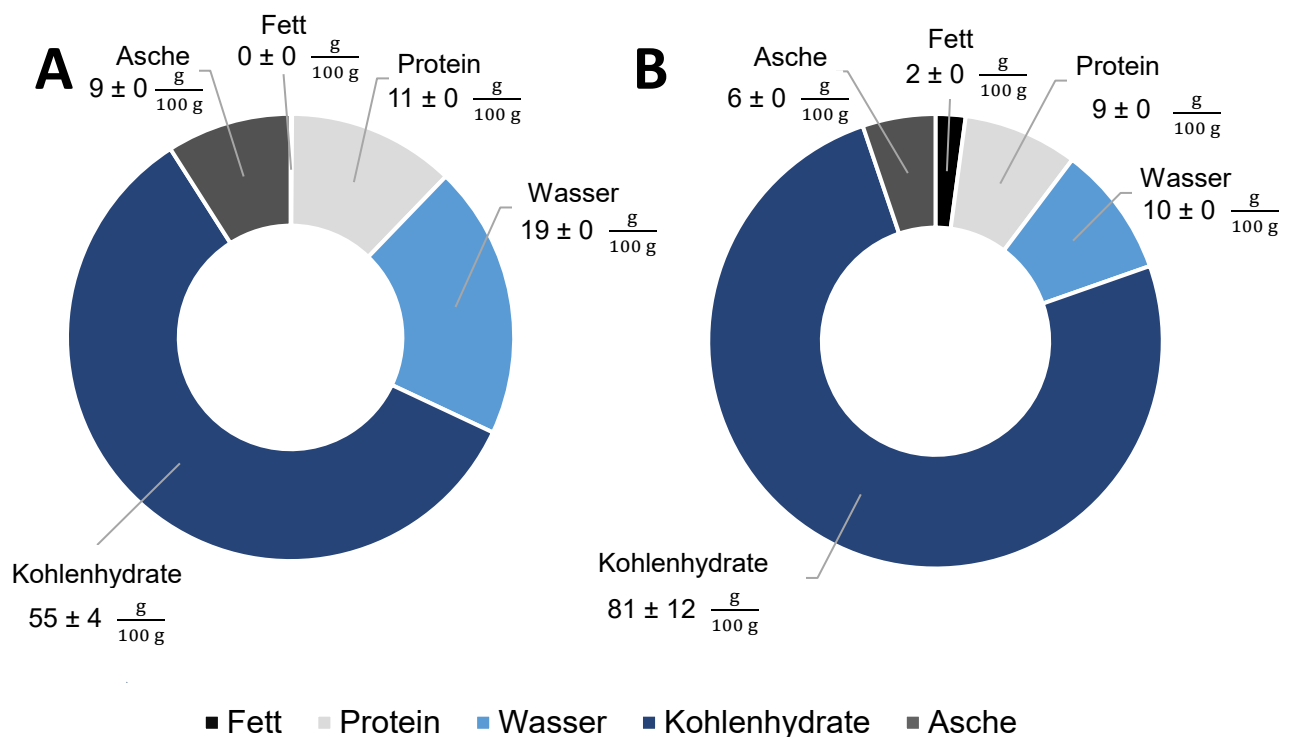 A
Fett
0 ± 0 g/100 g
Asche
9 ± 0 g/100 g
Protein
11 ± 0 g/100 g
Wasser
19 ± 0 g/100 g
Kohlenhydrate
55 ± 4 g/100 g
B
Fett
2 ± 0 g/100 g
Asche
6 ± 0 g/100 g
Protein
9 ± 0 g/100 g
Wasser
10 ± 0 g/100 g
Kohlenhydrate
81 ± 12 g/100 g
Fett Protein Wasser Kohlenhydrate Asche